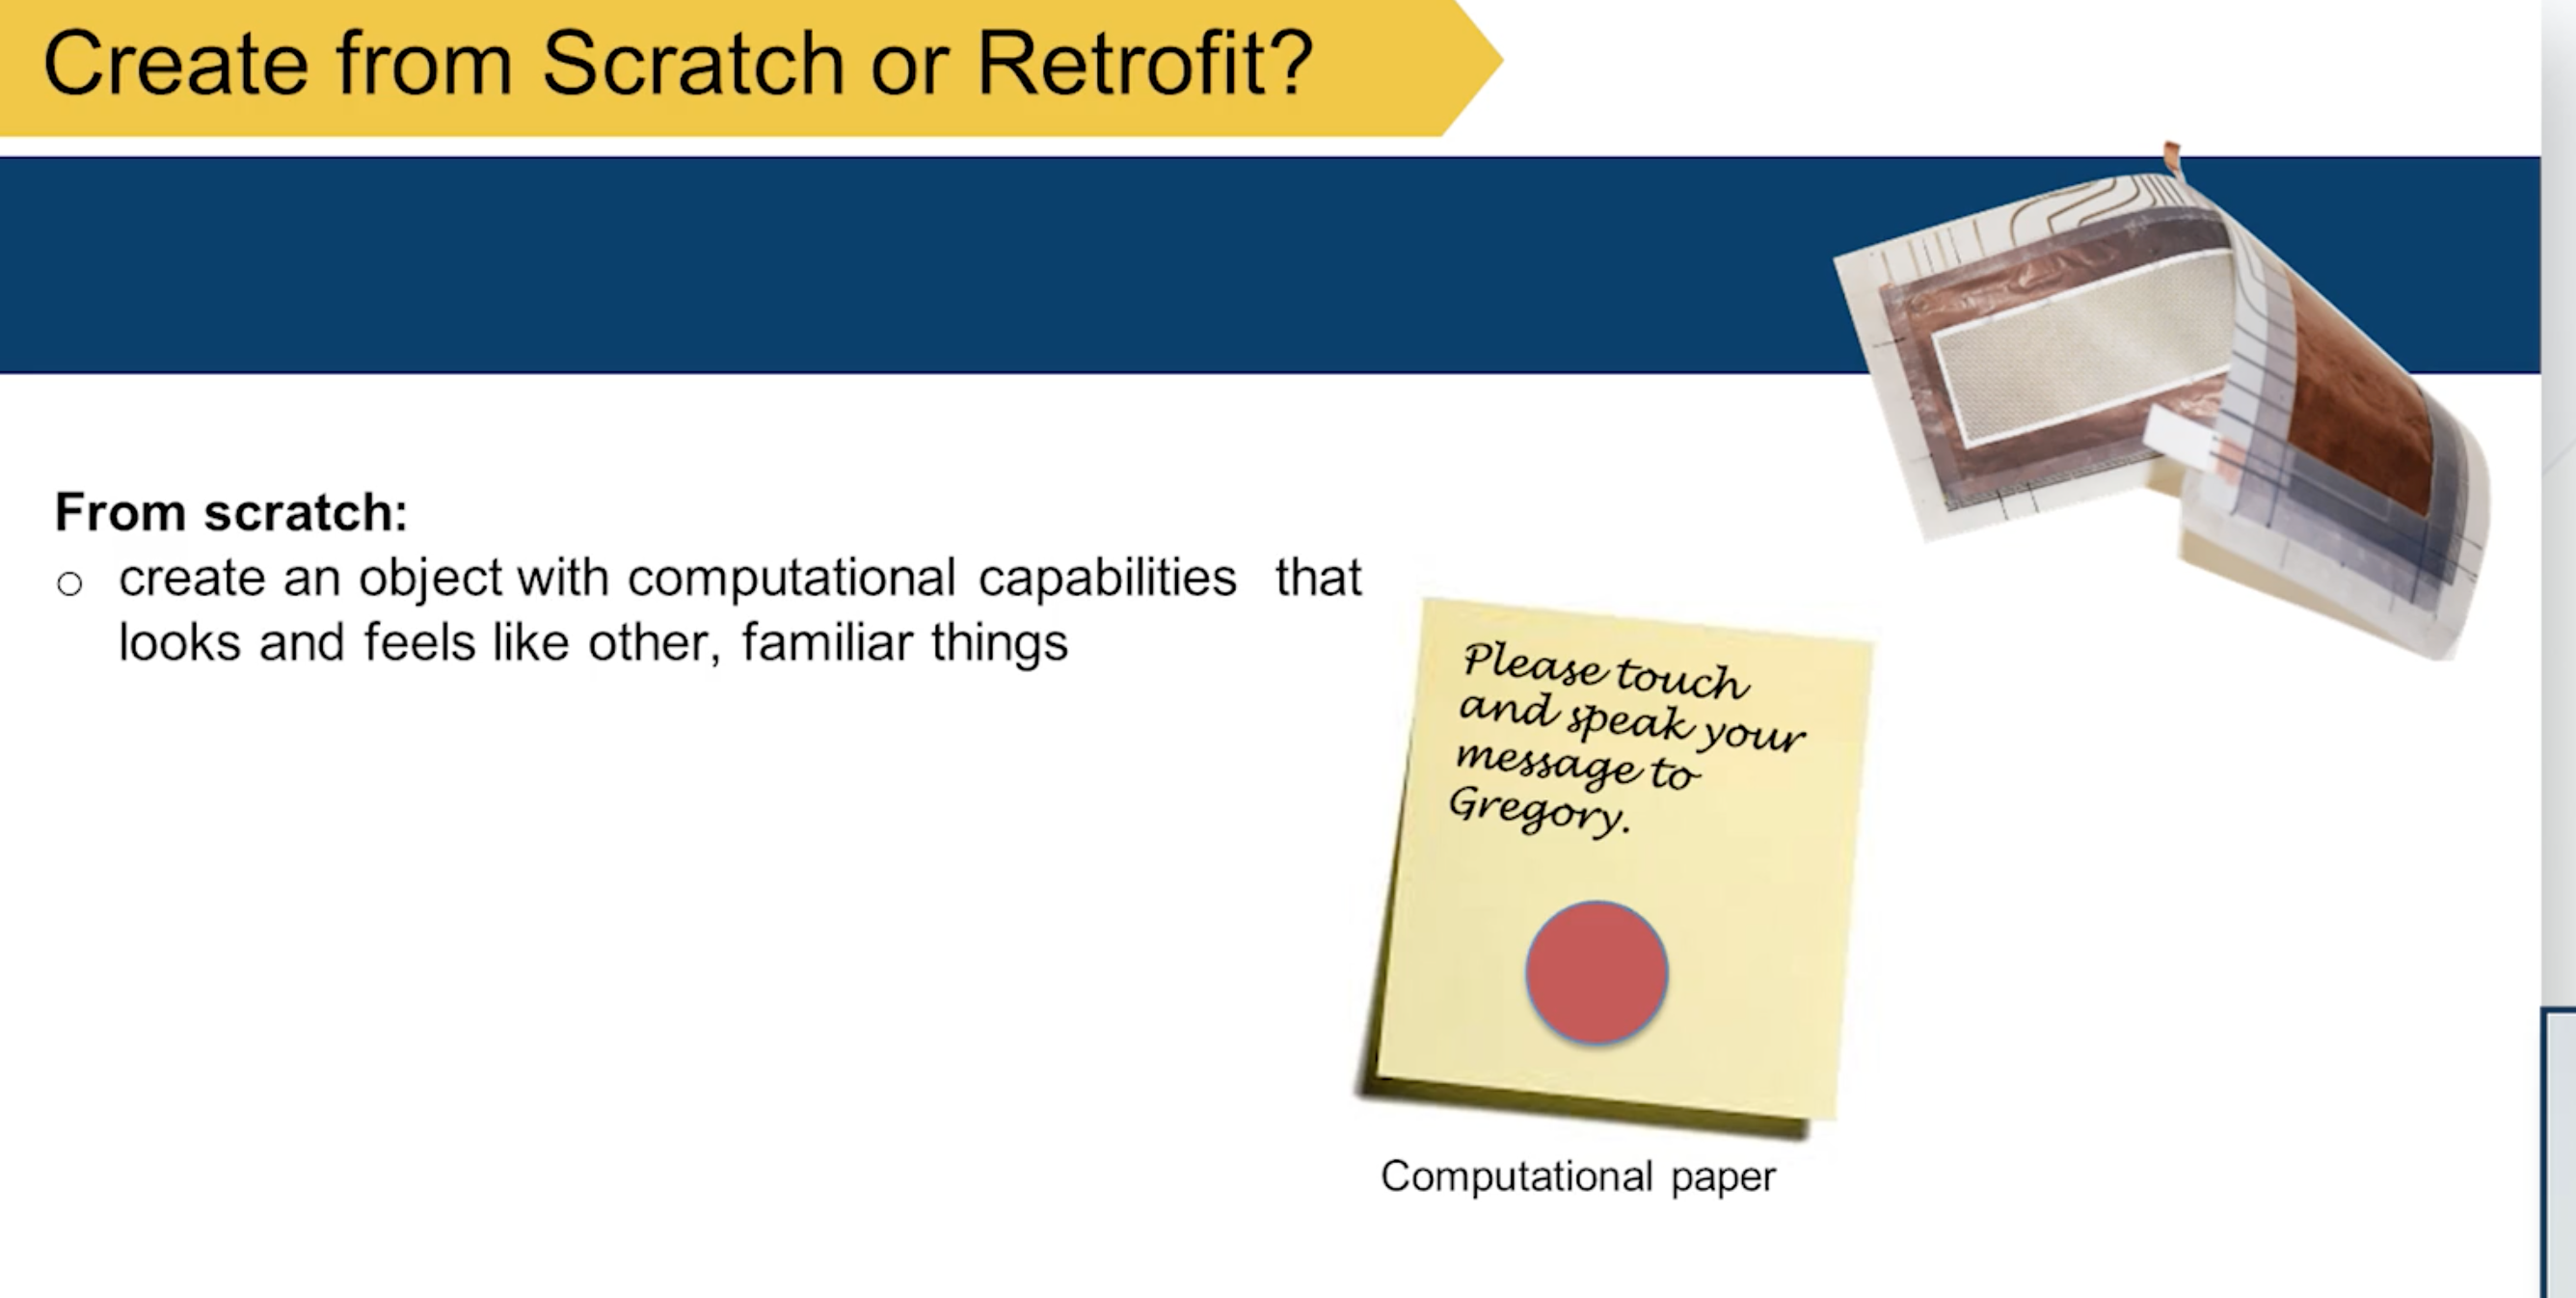 Create from Scratch or Retrofit?
From scratch:
o create an object with computational capabilities that
looks and feels like other, familiar things
Please touch
and speak your
message to
Gregory.
Computational paper